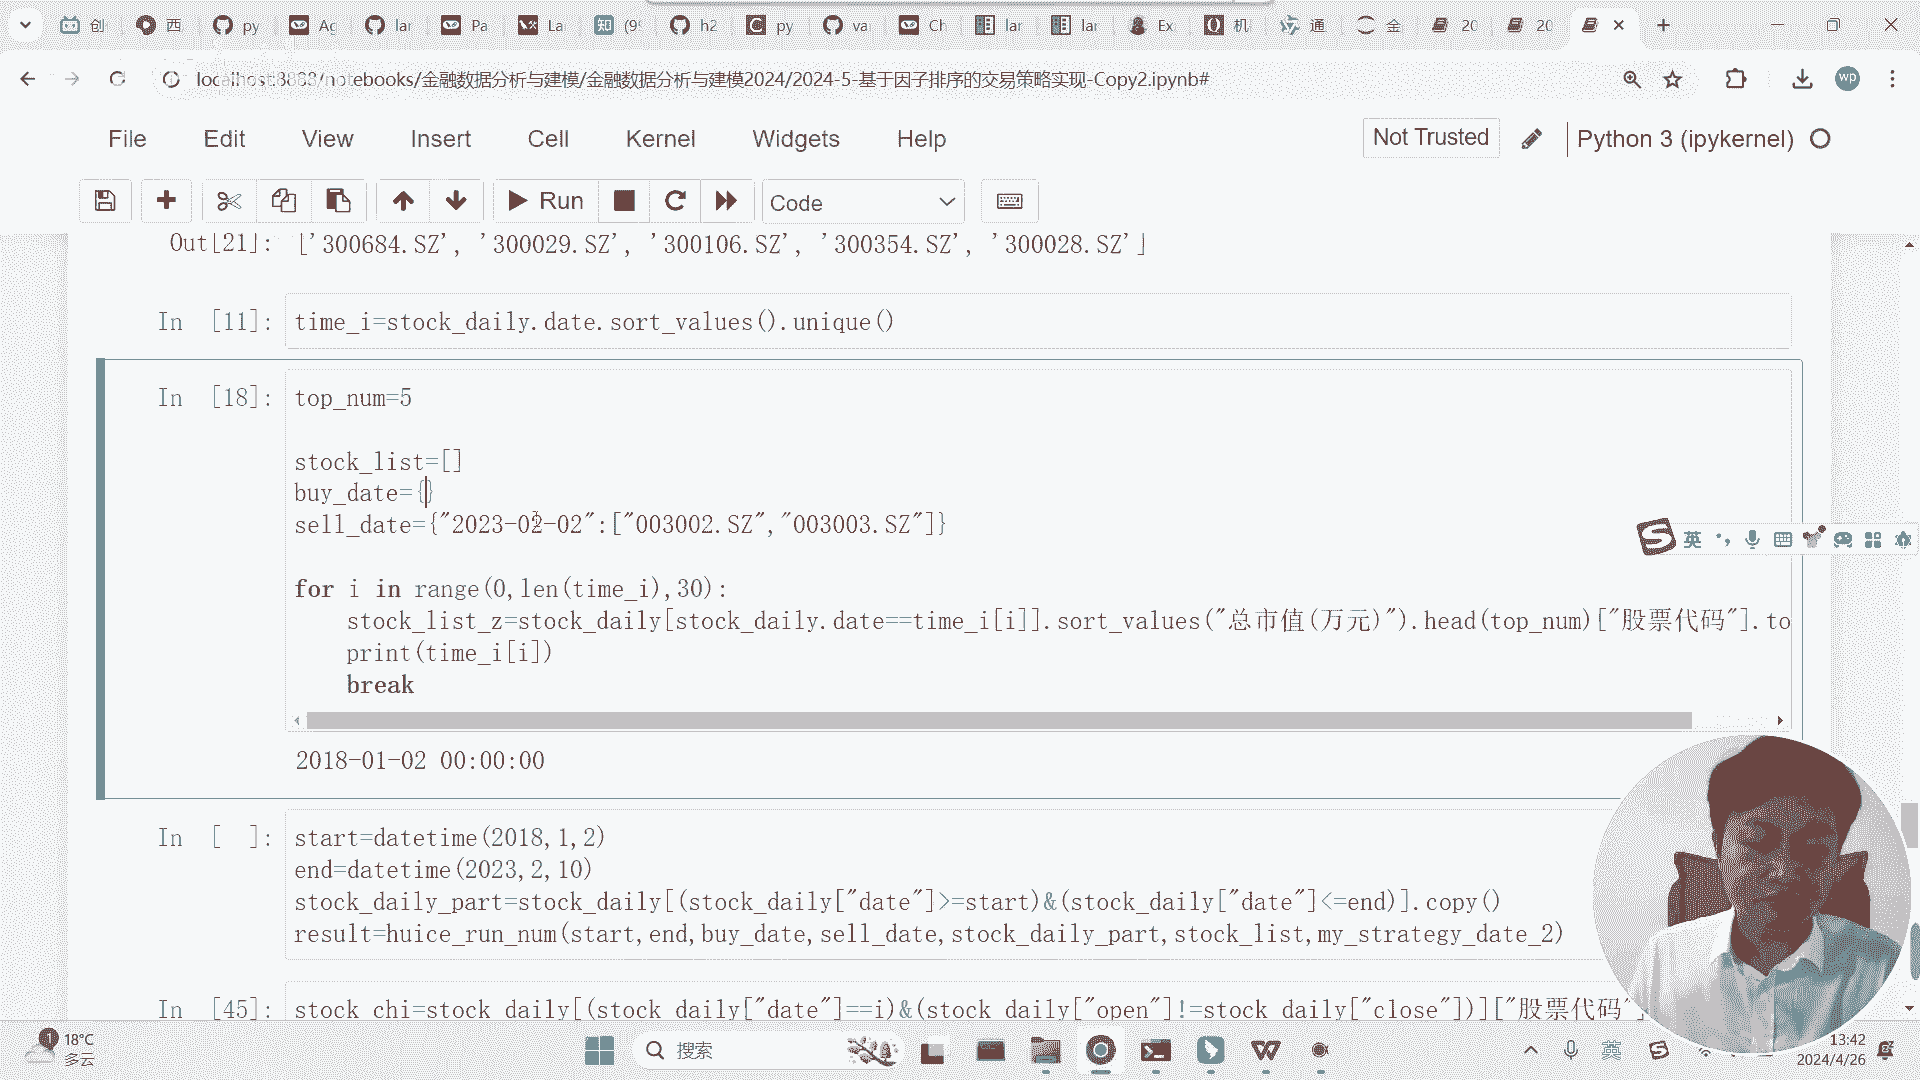 创
西
py
Ag
lar
Pa
La
知
(9
h2
py
va
Ch
lar
lar
Ex
机
通
金
20
20
localhost:8888/notebooks/金融数据分析与建模/金融数据分析与建模2024/2024-5-基于因子排序的交易策略实现-Copy2.ipynb#
wp
File Edit View Insert Cell Kernel Widgets Help
Not Trusted
Python 3 (ipykernel)
Run
Code
Out[21]: ['300684.SZ', '300029.SZ', '300106.SZ', '300354.SZ', '300028.SZ']
In [11]: time_i=stock_daily.date.sort_values().unique()
In [18]: top_num=5
stock_list=[]
buy_date={}
sell_date={"2023-02-02":["003002.SZ","003003.SZ"]}
for i in range(0,len(time_i),30):
stock_list_z=stock_daily[stock_daily.date==time_i[i]].sort_values("总市值(万元)").head(top_num)["股票代码"].to
print(time_i[i])
break
2018-01-02 00:00:00
In [ ]: start=datetime(2018,1,2)
end=datetime(2023,2,10)
stock_daily_part=stock_daily[(stock_daily["date"]>=start)&(stock_daily["date"]<=end)].copy()
result=huice_run_num(start,end,buy_date,sell_date,stock_daily_part,stock_list,my_strategy_date_2)
In [45]: stock_chi=stock_daily[(stock_daily["date"]==i)&(stock_daily["open"]!=stock_daily["close"])]["股票代码"]
英
1
18°C
多云
搜索
英
13:42
2024/4/26